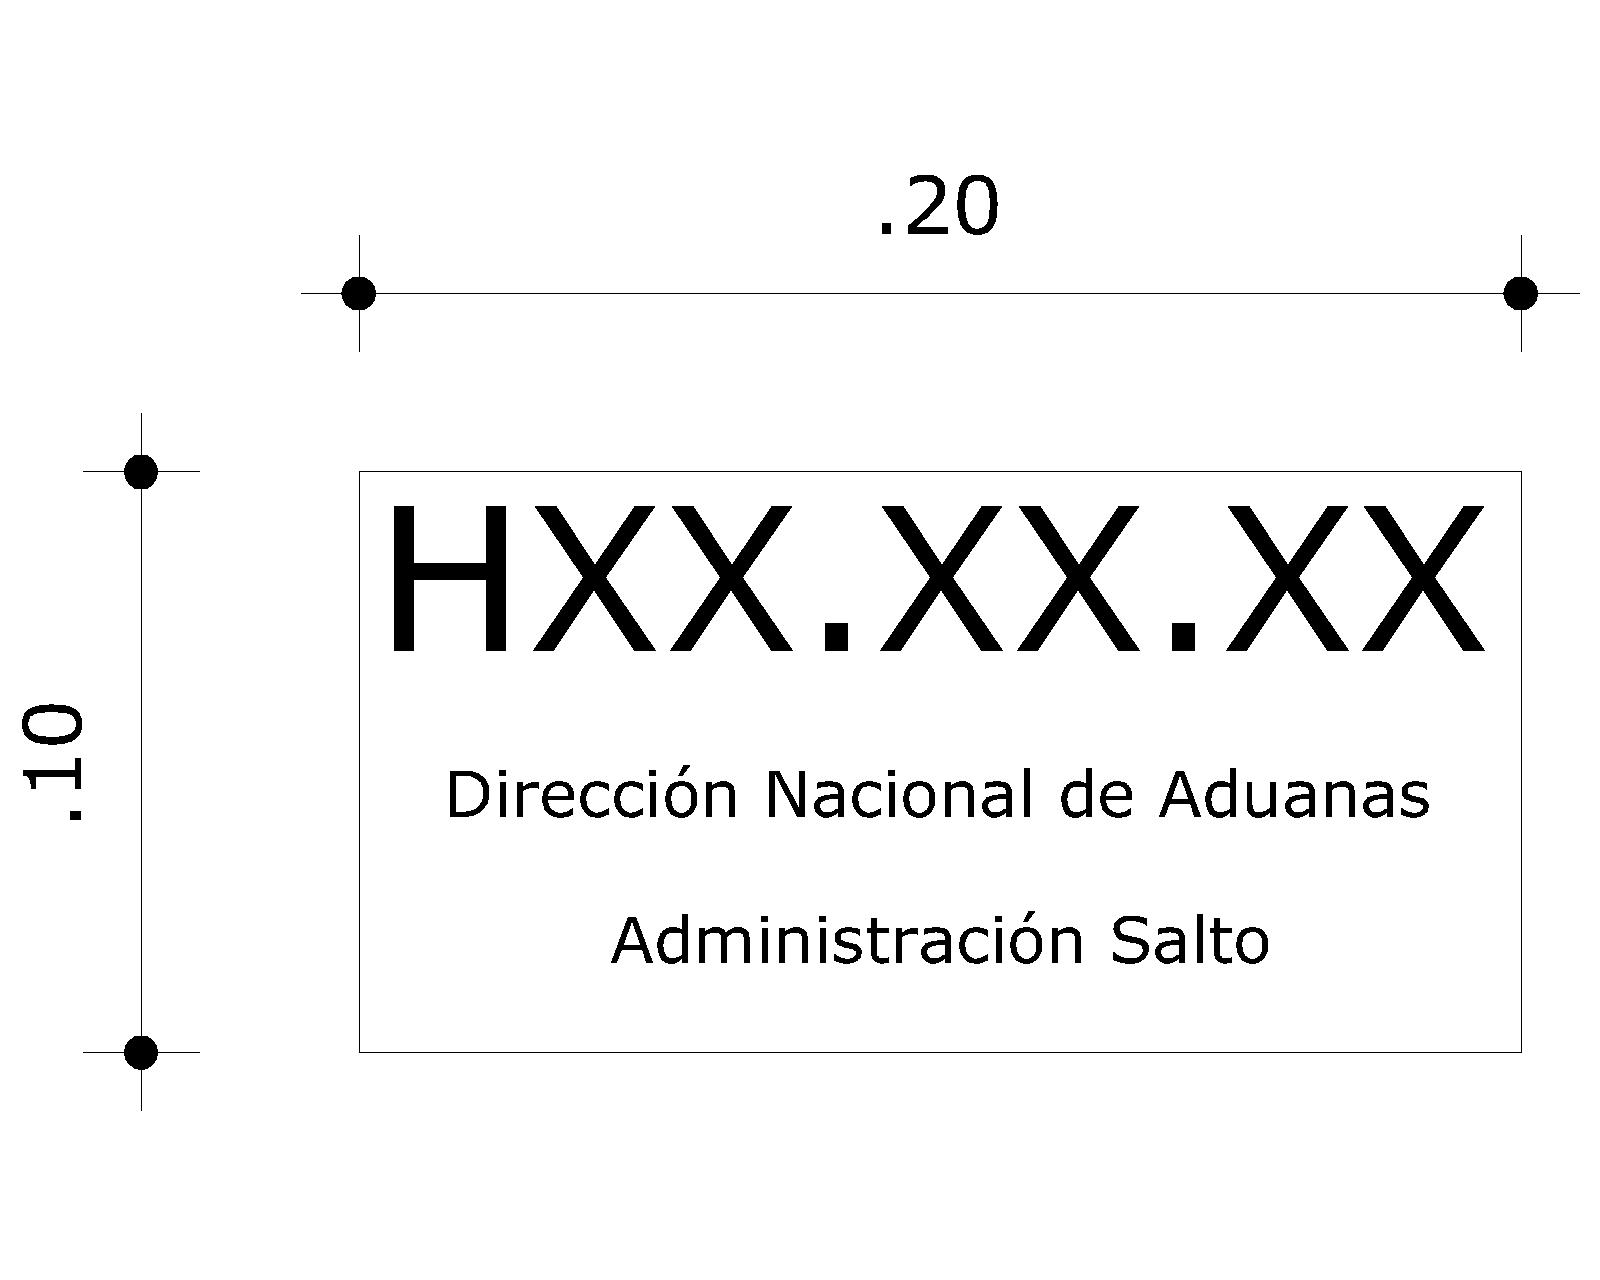 .20
.10
HXX.XX.XX
Dirección Nacional de Aduanas
Administración Salto